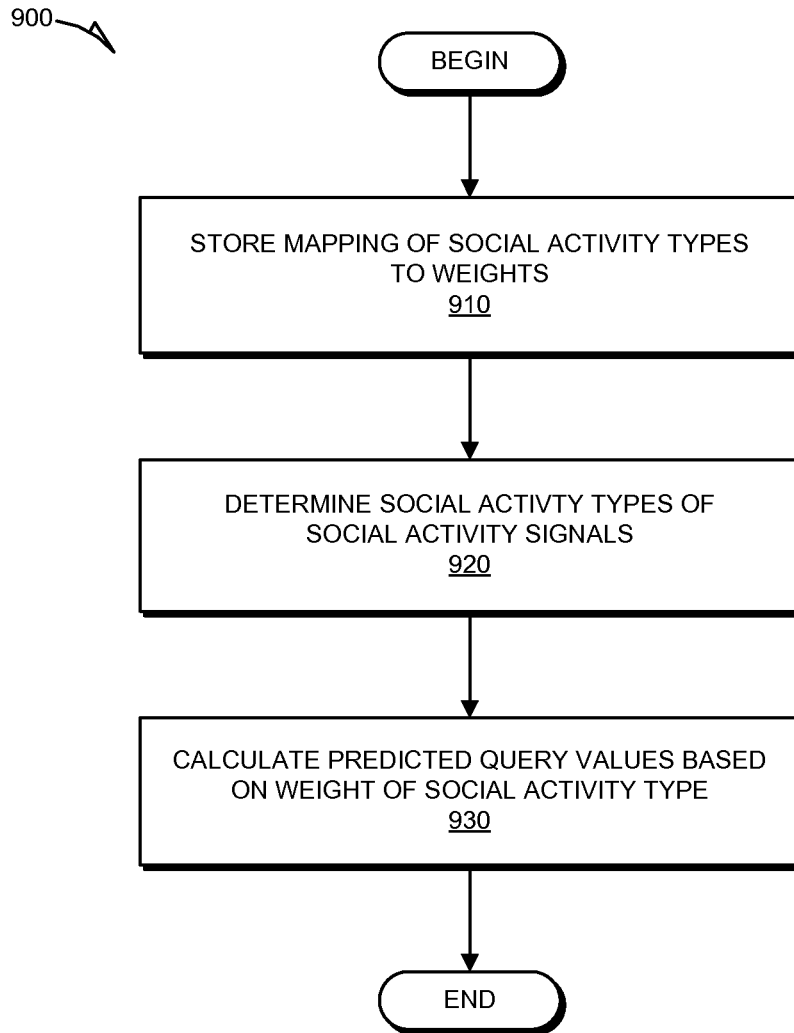 900
BEGIN
STORE MAPPING OF SOCIAL ACTIVITY TYPES
TO WEIGHTS
910
DETERMINE SOCIAL ACTIVTY TYPES OF
SOCIAL ACTIVITY SIGNALS
920
CALCULATE PREDICTED QUERY VALUES BASED
ON WEIGHT OF SOCIAL ACTIVITY TYPE
930
END